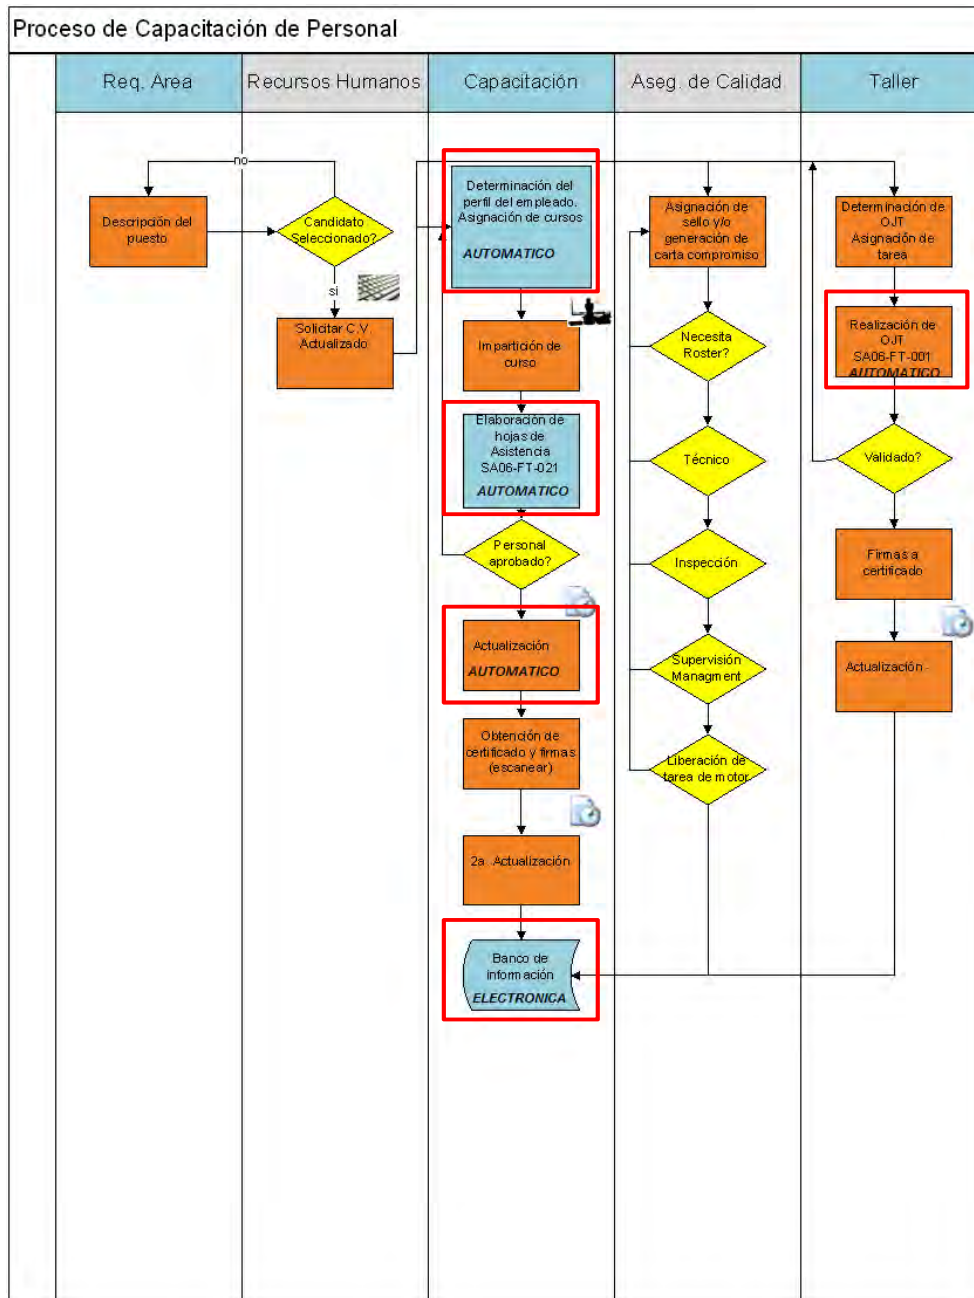 Proceso de Capacitación de Personal
Req. Area
Recursos Humanos
Capacitación
Aseg. de Calidad
Taller
no
Descripción del
puesto
Candidato
Seleccionado?
si
Solicitar C.V.
Actualizado
Determinación del
perfil del empleado.
Asignación de cursos
AUTOMATICO
Impartición de
curso
Elaboración de
hojas de
Asistencia
SA06-FT-021
AUTOMATICO
Personal
aprobado?
Actualización
AUTOMATICO
Obtención de
certificado y firmas
(escanear)
2a .Actualización
Banco de
información
ELECTRONICA
Asignación de
sello y/o
generación de
carta compromiso
Necesita
Roster?
Técnico
Inspección
Supervisión
Managment
Liberación de
tarea de motor
Determinación de
OJT
Asignación de
tarea
Realización de
OJT
SA06-FT-001
AUTOMATICO
Validado?
Firmas a
certificado
Actualización -